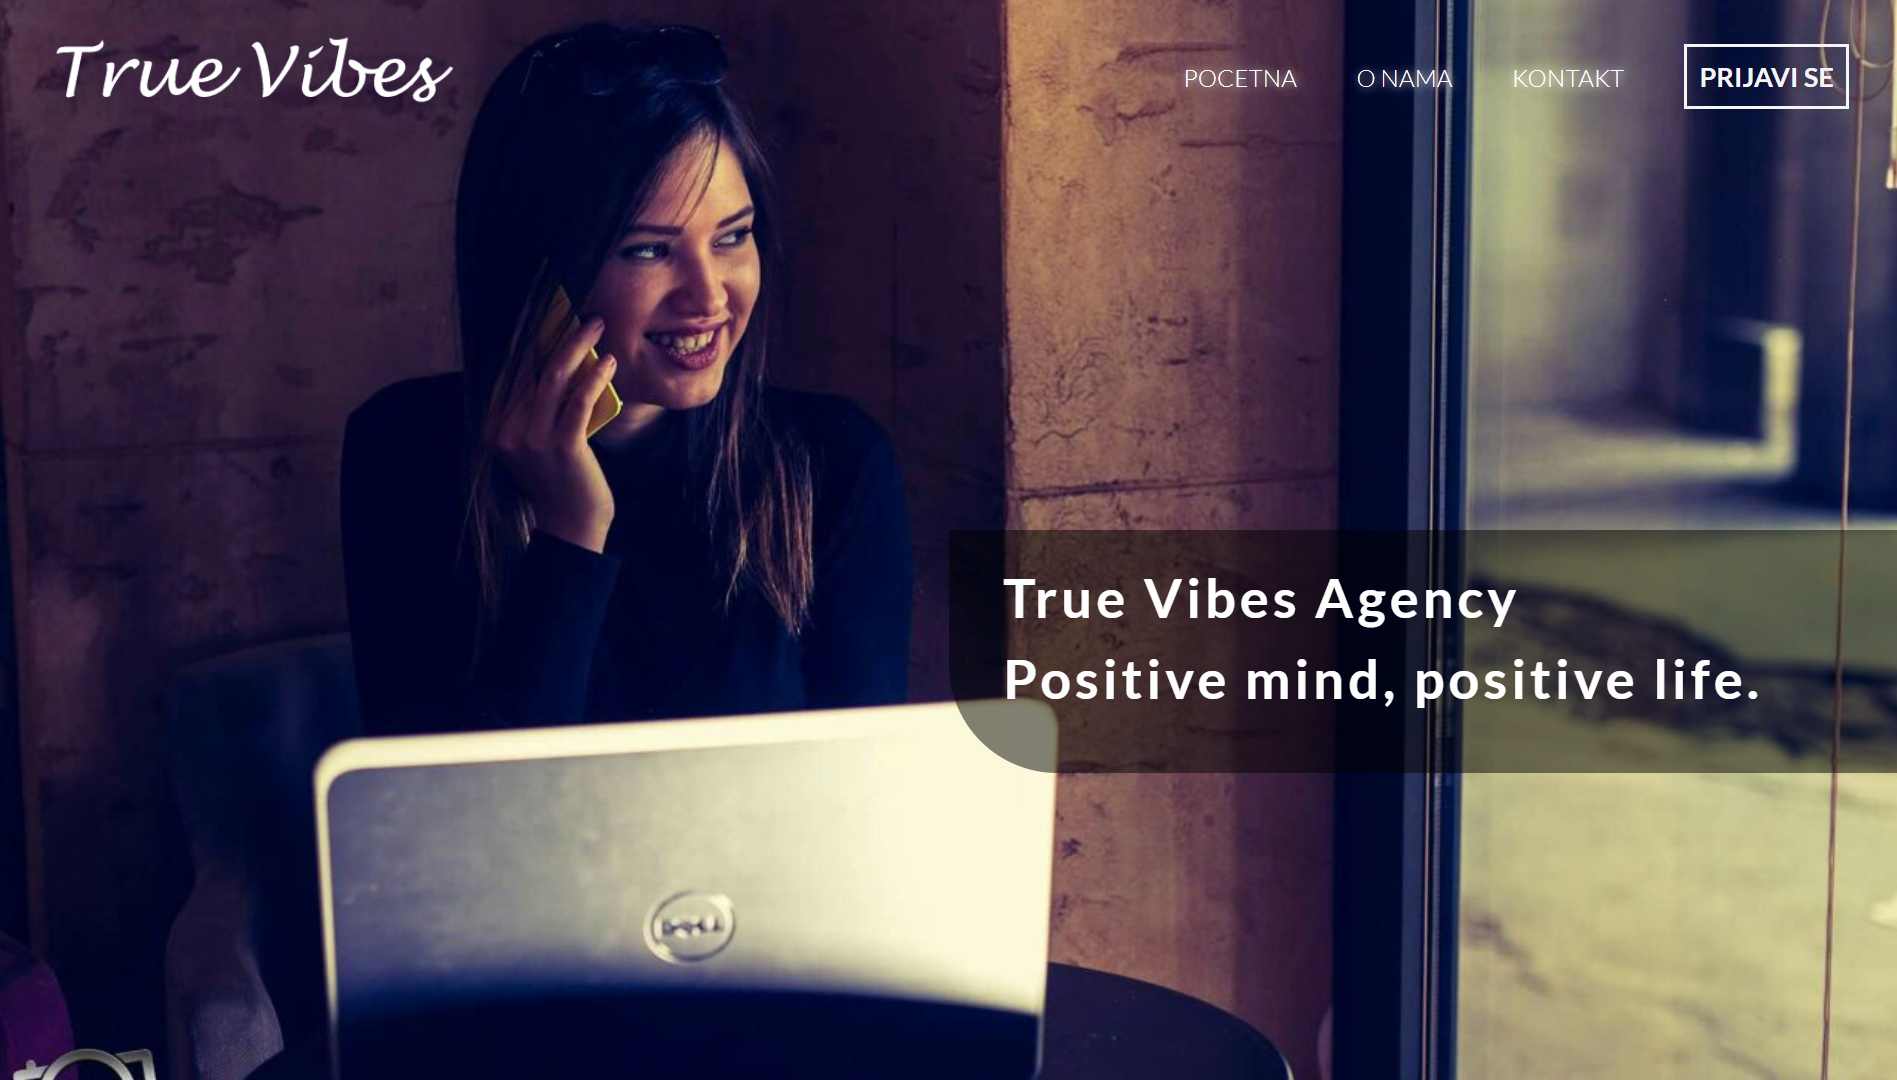 True Vibes
POCETNA O NAMA KONTAKT PRIJAVI SE
True Vibes Agency
Positive mind, positive life.
DELL